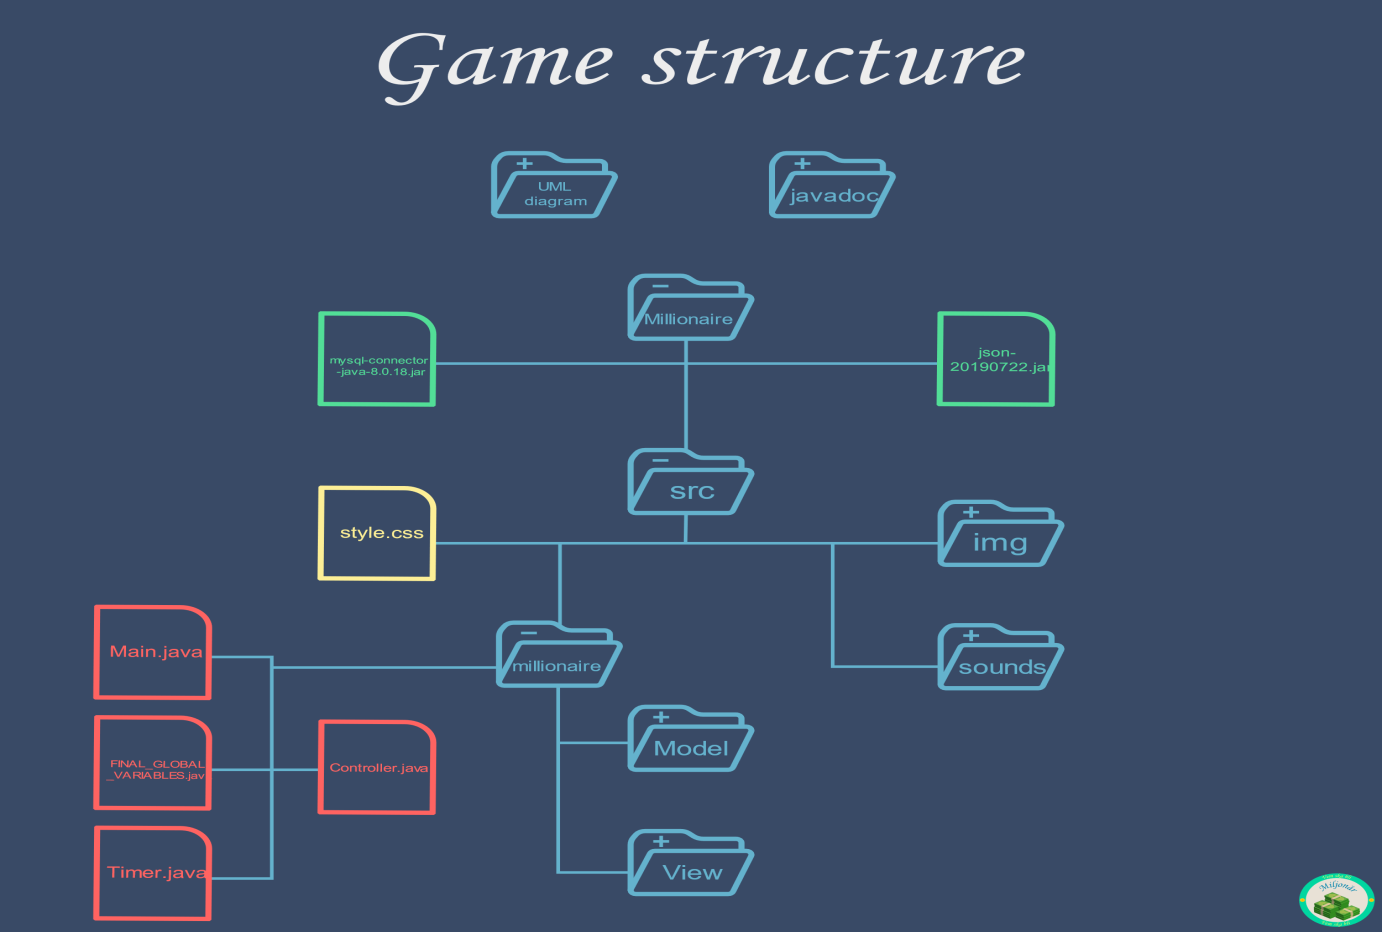 Game structure
UML
diagram
javadoc
Millionaire
mysql-connector
-java-8.0.18.jar
json-
20190722.jar
src
style.css
img
Main.java
millionaire
sounds
FINAL_GLOBAL
_VARIABLES.jav
Controller.java
Model
Timer.java
View
Miljonär